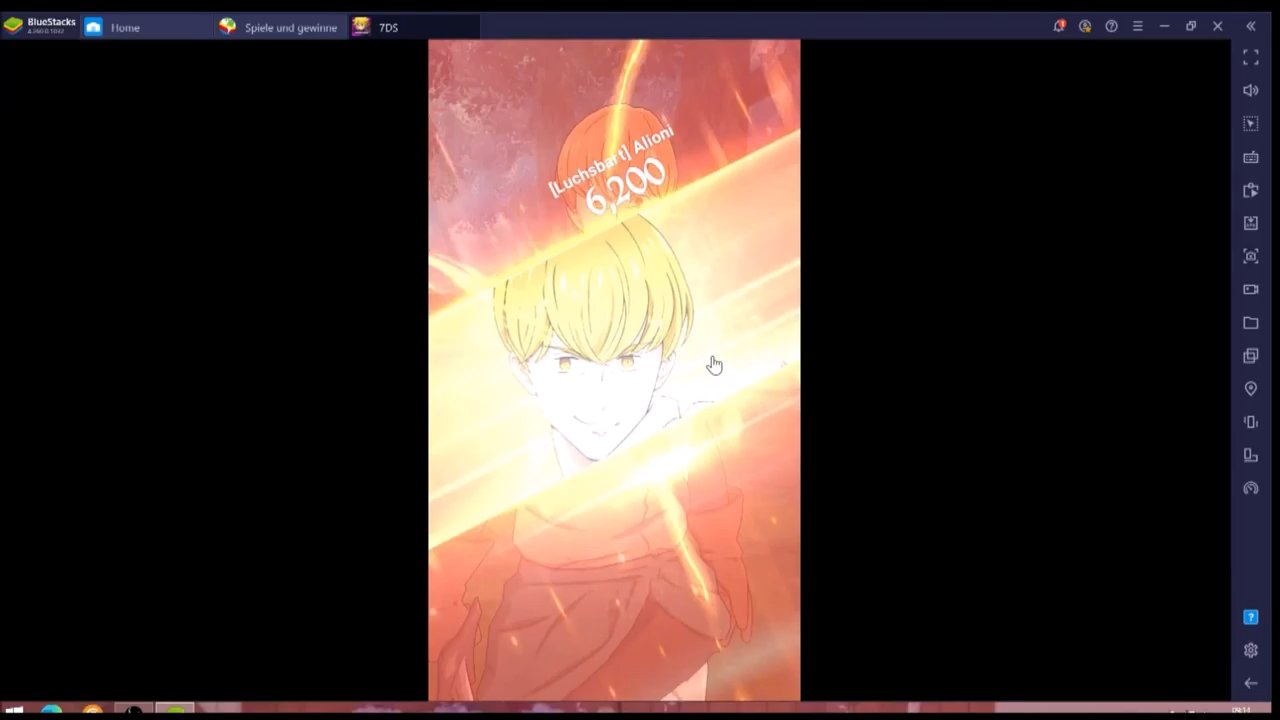 BlueStacks
Home
Spiele und gewinne
7DS
[Luchsbart] Alioni
6,200